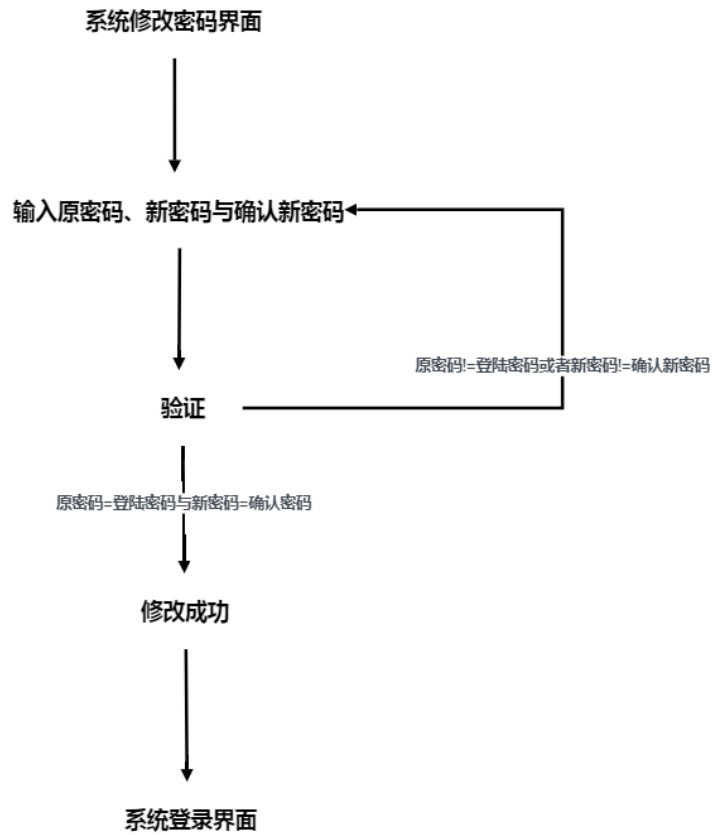 系统修改密码界面
输入原密码、新密码与确认新密码
原密码!=登陆密码或者新密码!=确认新密码
验证
原密码=登陆密码与新密码=确认密码
修改成功
系统登录界面